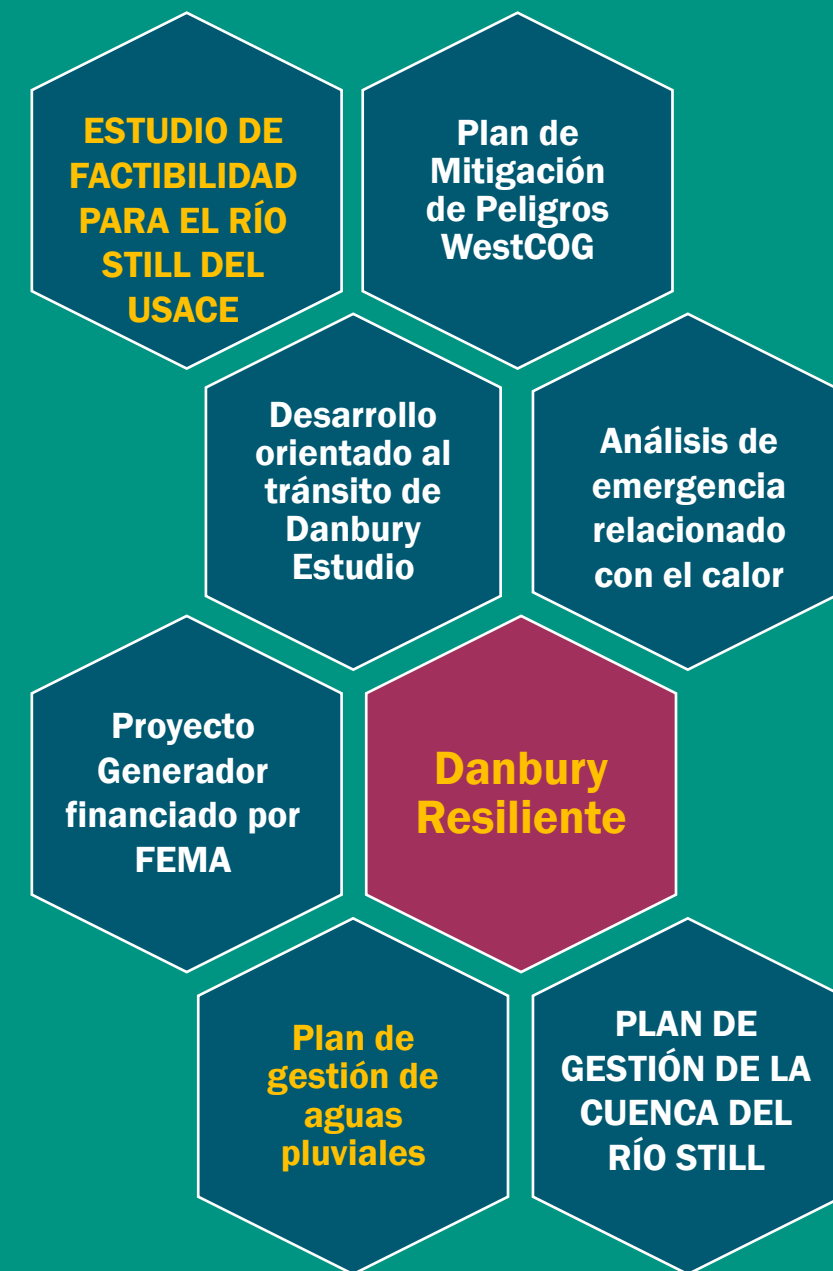 ESTUDIO DE
FACTIBILIDAD
PARA EL RÍO
STILL DEL
USACE
Plan de
Mitigación
de Peligros
WestCOG
Desarrollo
orientado al
tránsito de
Danbury
Estudio
Análisis de
emergencia
relacionado
con el calor
Proyecto
Generador
financiado por
FEMA
Danbury
Resiliente
Plan de
gestión de
aguas
pluviales
PLAN DE
GESTIÓN DE LA
CUENCA DEL
RÍO STILL